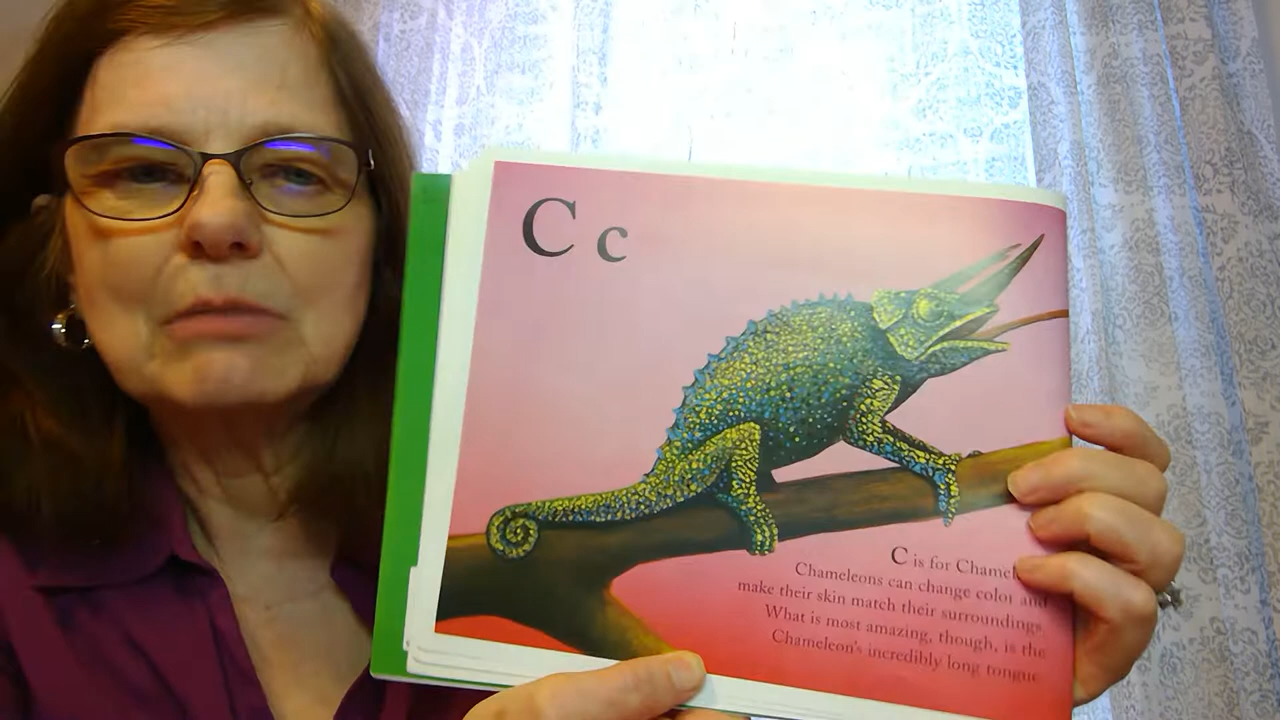 C c
C is for Chamel
Chameleons can change color and
make their skin match their surroundings.
What is most amazing, though, is the
Chameleon's incredibly long tongue